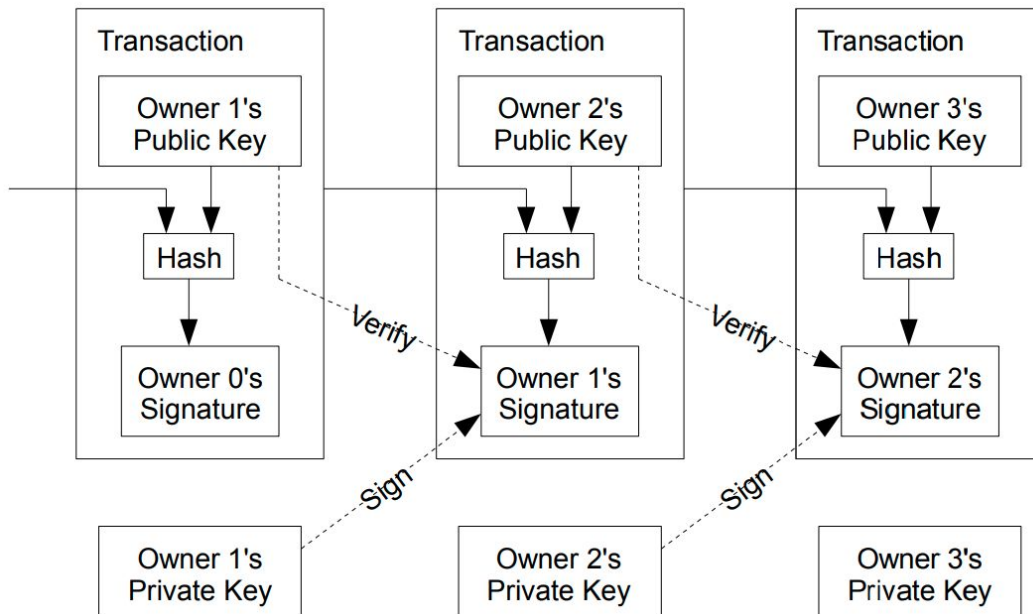 Transaction
Transaction
Transaction
Owner 1's
Public Key
Owner 2's
Public Key
Owner 3's
Public Key
Hash
Hash
Hash
Verify
Verify
Owner 0's
Signature
Owner 1's
Signature
Owner 2's
Signature
Sign
Sign
Owner 1's
Private Key
Owner 2's
Private Key
Owner 3's
Private Key